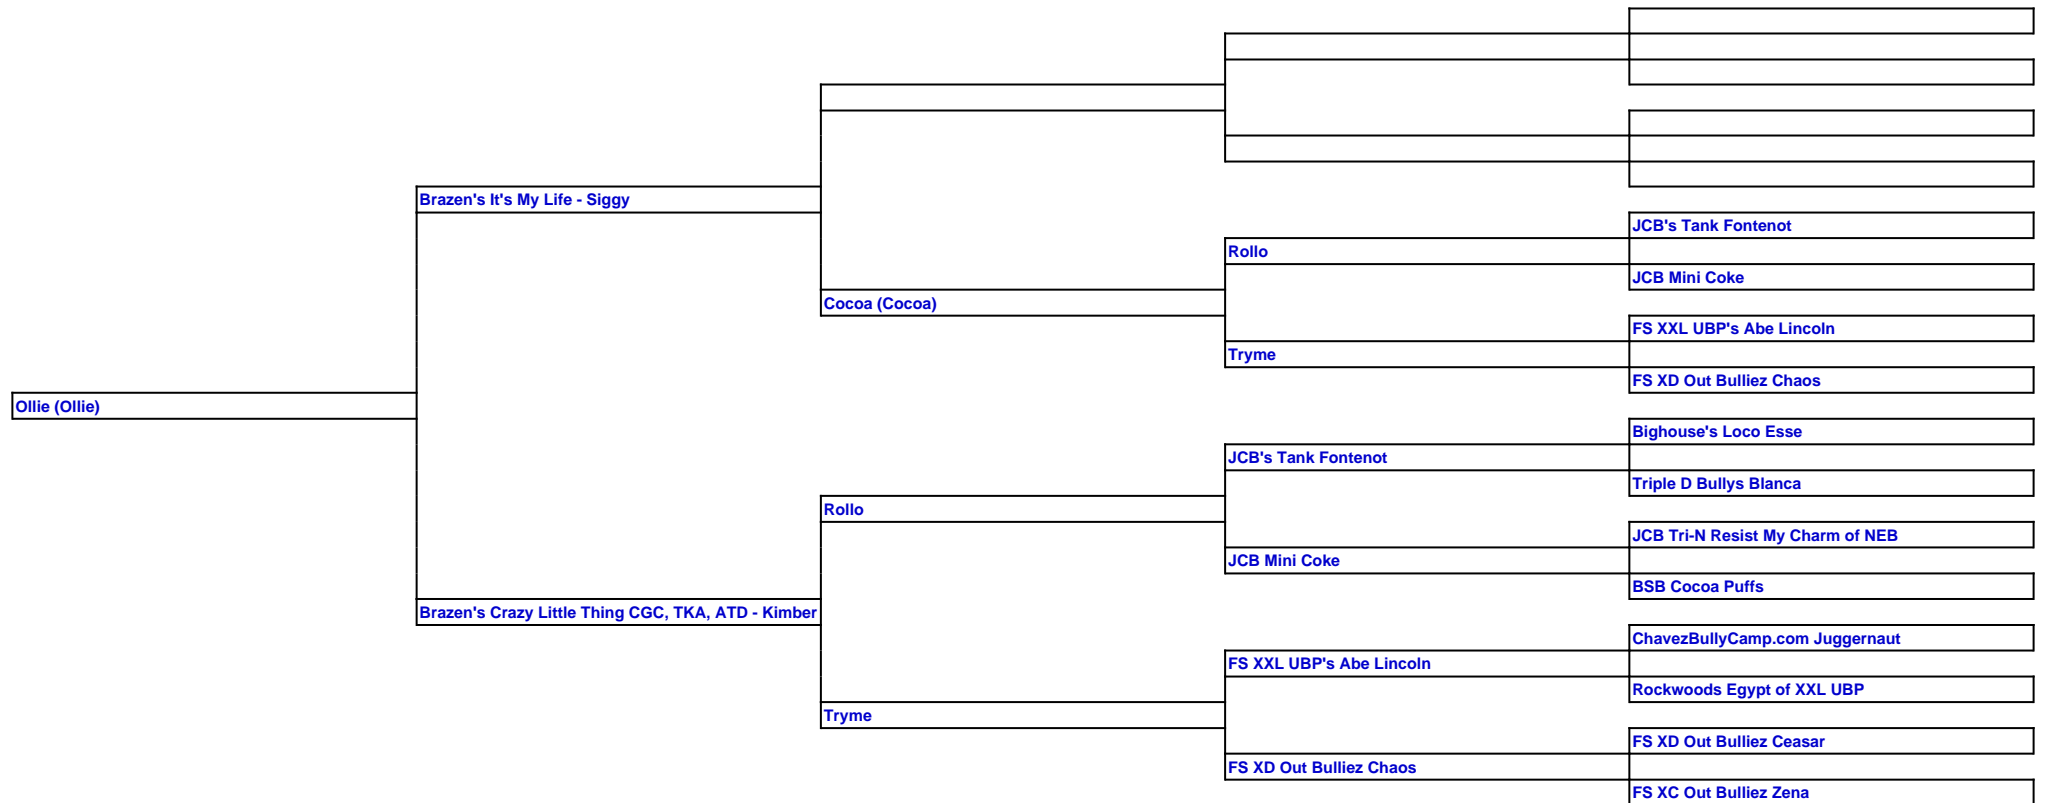 JCB's Tank Fontenot
Rollo
JCB Mini Coke
Brazen's It's My Life - Siggy
Cocoa (Cocoa)
FS XXL UBP's Abe Lincoln
Tryme
FS XD Out Bulliez Chaos
Ollie (Ollie)
Bighouse's Loco Esse
JCB's Tank Fontenot
Triple D Bullys Blanca
Rollo
JCB Tri-N Resist My Charm of NEB
JCB Mini Coke
BSB Cocoa Puffs
Brazen's Crazy Little Thing CGC, TKA, ATD - Kimber
ChavezBullyCamp.com Juggernaut
FS XXL UBP's Abe Lincoln
Rockwoods Egypt of XXL UBP
Tryme
FS XD Out Bulliez Ceasar
FS XD Out Bulliez Chaos
FS XC Out Bulliez Zena